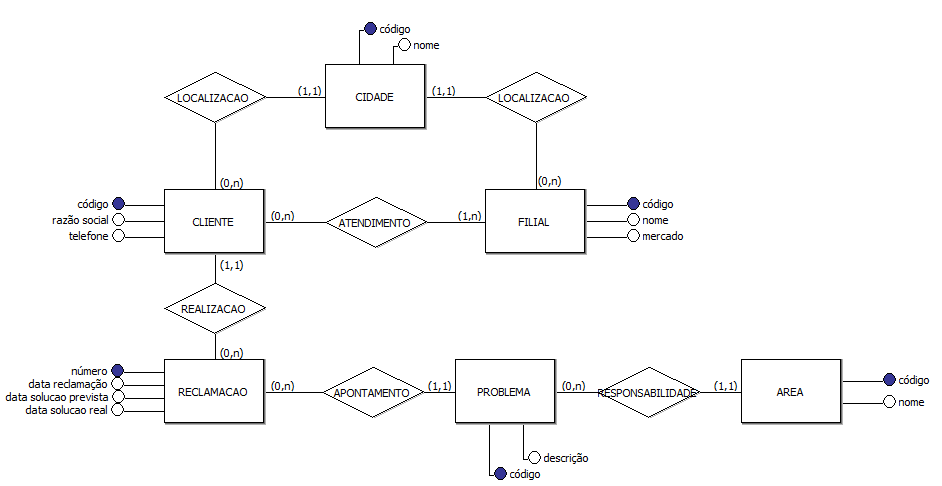 código
nome
LOCALIZACAO
(1,1)
CIDADE
(1,1)
LOCALIZACAO
(0,n)
(0,n)
código
razão social
telefone
CLIENTE
(0,n)
ATENDIMENTO
(1,n)
FILIAL
código
nome
mercado
(1,1)
REALIZACAO
(0,n)
número
data reclamação
data solucao prevista
data solucao real
RECLAMACAO
(0,n)
APONTAMENTO
(1,1)
PROBLEMA
(0,n)
RESPONSABILIDADE
(1,1)
AREA
código
nome
descrição
código